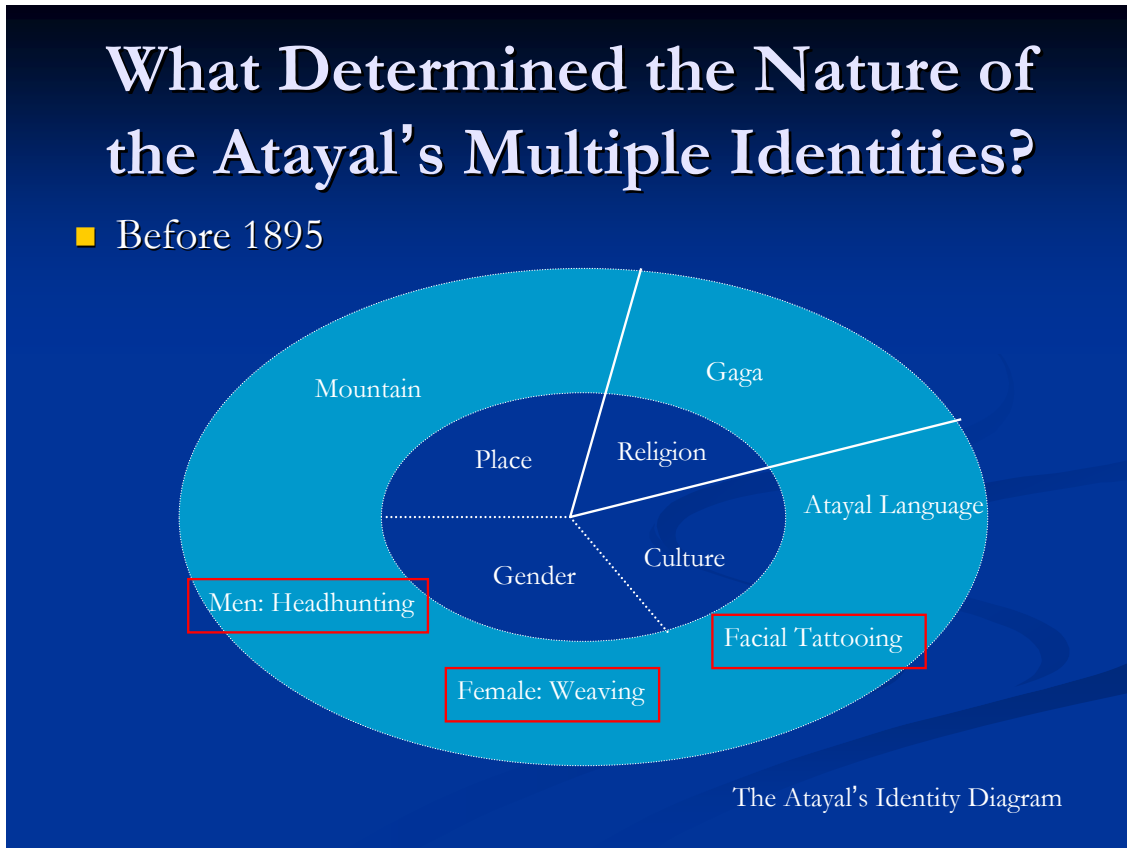 What Determined the Nature of
the Atayal’s Multiple Identities?
Before 1895
Mountain
Gaga
Place
Religion
Atayal Language
Gender
Culture
Men: Headhunting
Facial Tattooing
Female: Weaving
The Atayal’s Identity Diagram